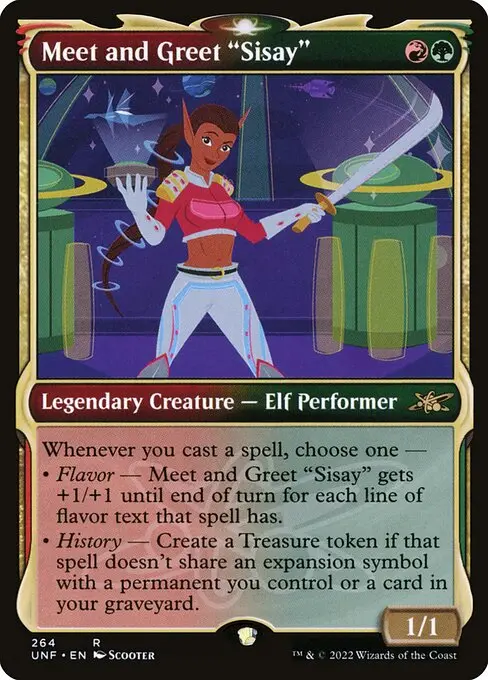 Meet and Greet “Sisay”
Legendary Creature — Elf Performer
Whenever you cast a spell, choose one —
• Flavor — Meet and Greet “Sisay” gets
+1/+1 until end of turn for each line of
flavor text that spell has.
• History — Create a Treasure token if that
spell doesn’t share an expansion symbol
with a permanent you control or a card in
your graveyard.
1/1
264 R
UNF • EN Scooter
™ & © 2022 Wizards of the Coast